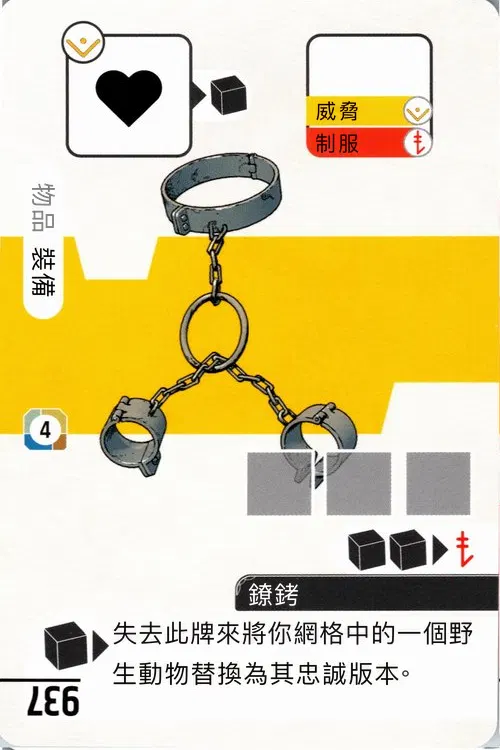 威脅
制服
物品 裝備
4
鐐銬
失去此牌來將你網格中的一個野
生動物替換為其忠誠版本。
937